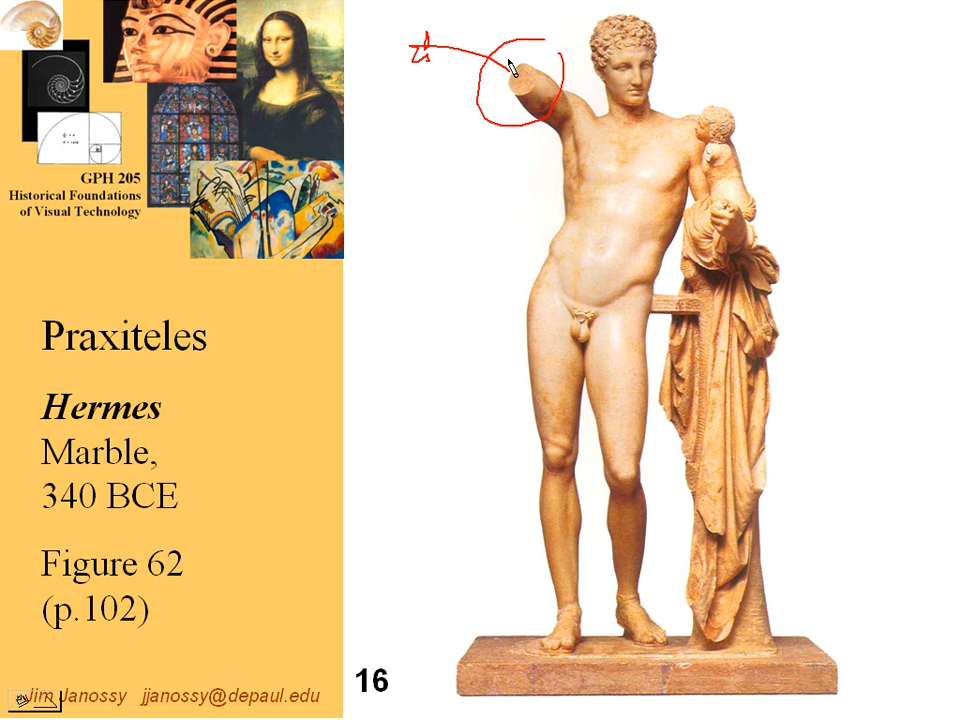 GPH 205
Historical Foundations
of Visual Technology
Praxiteles
Hermes
Marble,
340 BCE
Figure 62
(p.102)
Jim Janossy jjanossy@depaul.edu
16